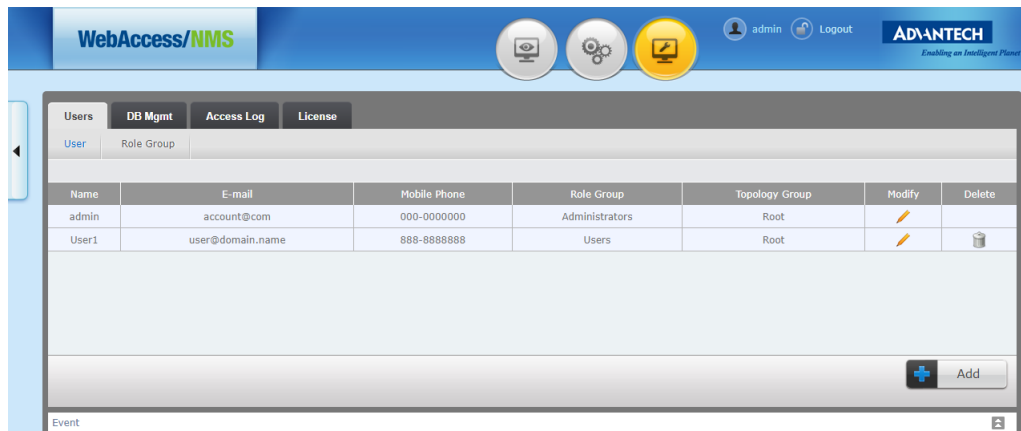 WebAccess/NMS
admin Logout
ADVANTECH
Enabling an Intelligent Planet
Users DB Mgmt Access Log License
User Role Group
Name E-mail Mobile Phone Role Group Topology Group Modify Delete
admin account@com 000-0000000 Administrators Root
User1 user@domain.name 888-8888888 Users Root
Add
Event